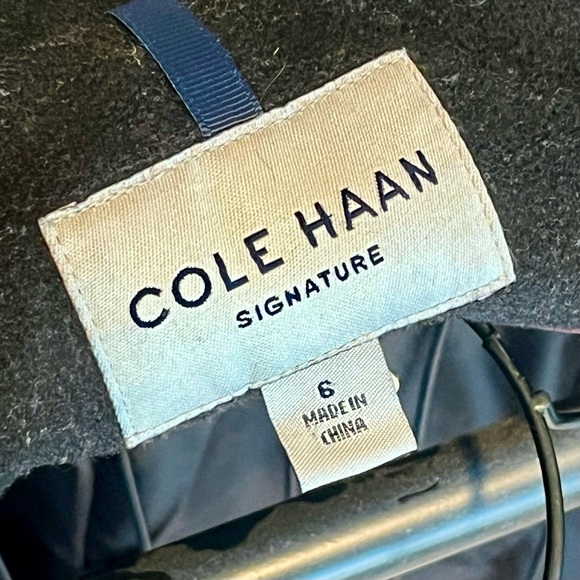 COLE HAAN
SIGNATURE
6
MADE IN
CHINA